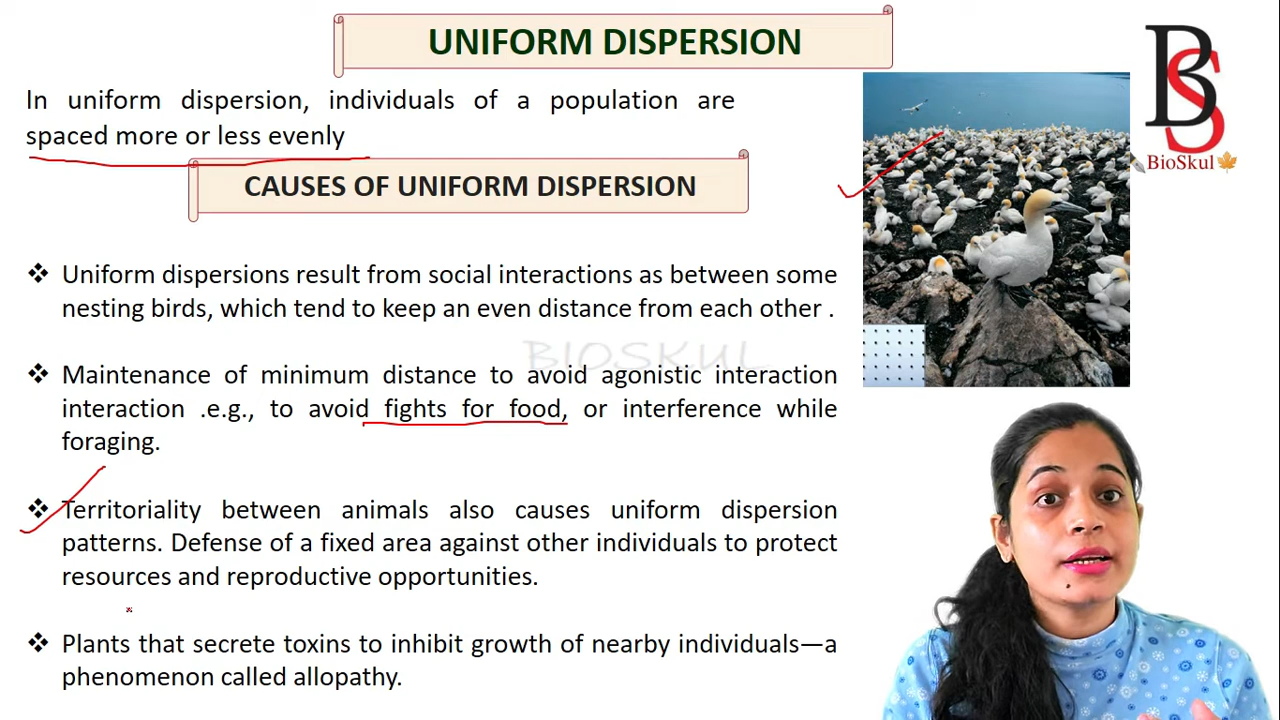 UNIFORM DISPERSION
In uniform dispersion, individuals of a population are
spaced more or less evenly
CAUSES OF UNIFORM DISPERSION
❖ Uniform dispersions result from social interactions as between some
nesting birds, which tend to keep an even distance from each other .
❖ Maintenance of minimum distance to avoid agonistic interaction
interaction .e.g., to avoid fights for food, or interference while
foraging.
❖ Territoriality between animals also causes uniform dispersion
patterns. Defense of a fixed area against other individuals to protect
resources and reproductive opportunities.
❖ Plants that secrete toxins to inhibit growth of nearby individuals—a
phenomenon called allopathy.
BIOSKUL
BS
BioSkul